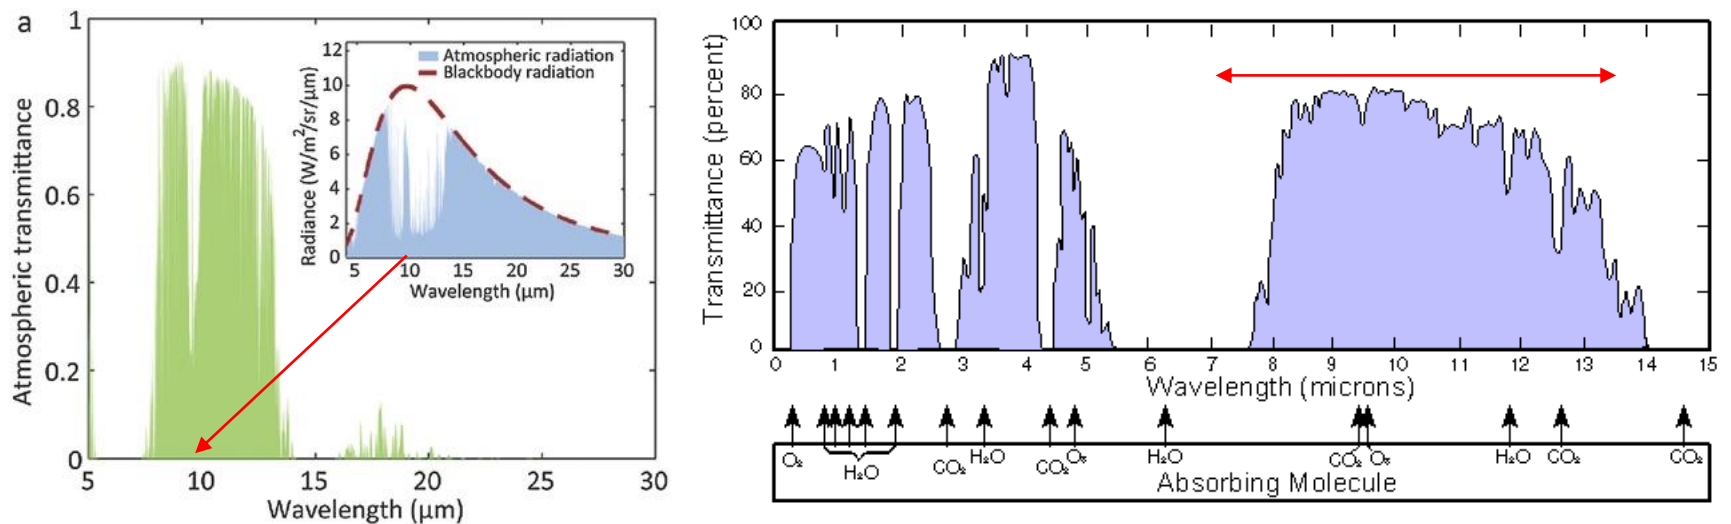 a
1
0.8
0.6
0.4
0.2
0
Atmospheric transmittance
5 10 15 20 25 30
Wavelength (μm)
12
10
8
6
4
2
0
Radiance (W/m²/sr/μm)
Atmospheric radiation
Blackbody radiation
5 10 15 20 25 30
Wavelength (μm)
100
80
60
40
20
0
Transmittance (percent)
0 1 2 3 4 5 6 7 8 9 10 11 12 13 14 15
Wavelength (microns)
O₂ H₂O CO₂ H₂O CO₂ O₃ H₂O CO₂ O₃ H₂O CO₂ CO₂
Absorbing Molecule